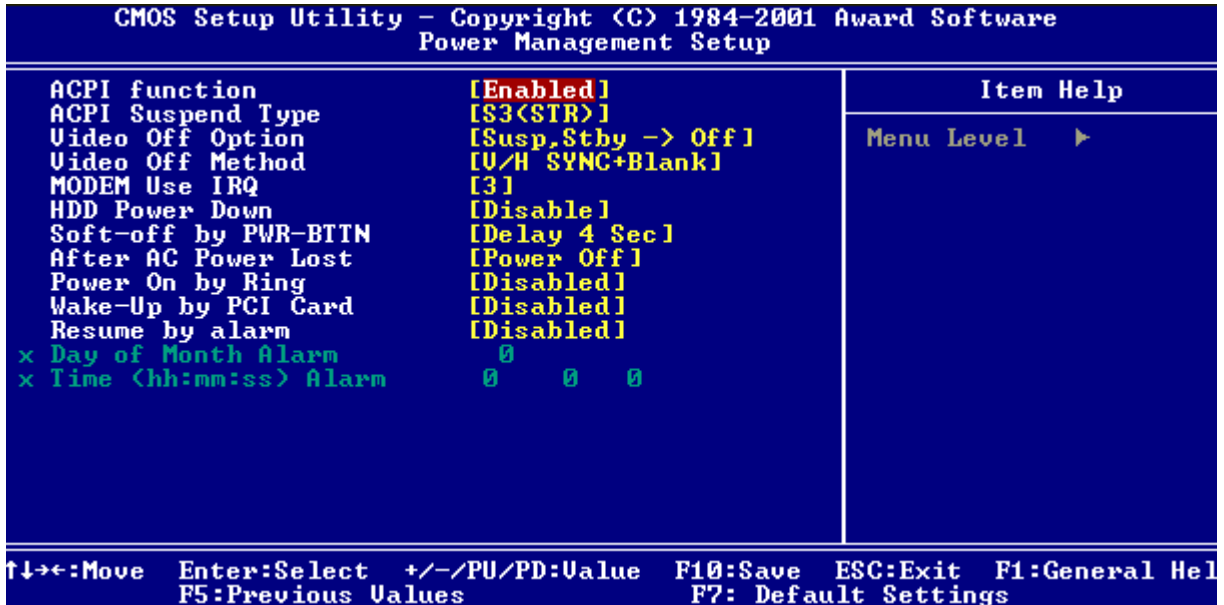 CMOS Setup Utility - Copyright (C) 1984-2001 Award Software
Power Management Setup
ACPI function [Enabled]
ACPI Suspend Type [S3(STR)]
Video Off Option [Susp,Stby -> Off]
Video Off Method [V/H SYNC+Blank]
MODEM Use IRQ [3]
HDD Power Down [Disable]
Soft-off by PWR-BTTN [Delay 4 Sec]
After AC Power Lost [Power Off]
Power On by Ring [Disabled]
Wake-Up by PCI Card [Disabled]
Resume by alarm [Disabled]
x Day of Month Alarm 0
x Time (hh:mm:ss) Alarm 0 0 0
Item Help
Menu Level ▶
↑↓→←:Move Enter:Select +/-/PU/PD:Value F10:Save ESC:Exit F1:General Hel
F5:Previous Values F7: Default Settings